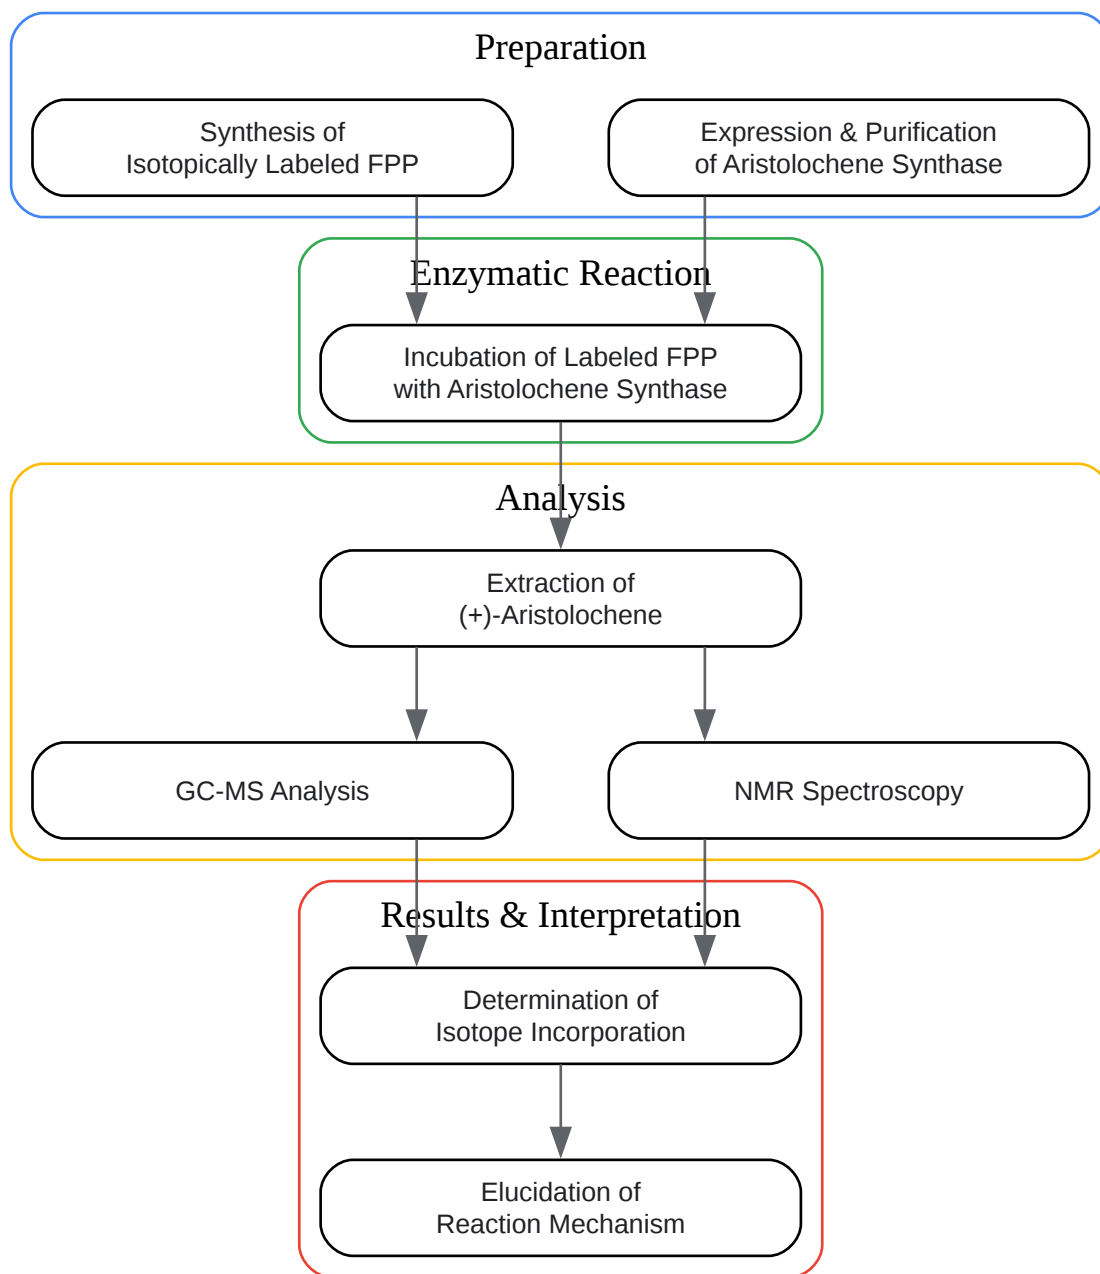 Preparation
Synthesis of
Isotopically Labeled FPP
Expression & Purification
of Aristolochene Synthase
Enzymatic Reaction
Incubation of Labeled FPP
with Aristolochene Synthase
Analysis
Extraction of
(+)-Aristolochene
GC-MS Analysis
NMR Spectroscopy
Results & Interpretation
Determination of
Isotope Incorporation
Elucidation of
Reaction Mechanism